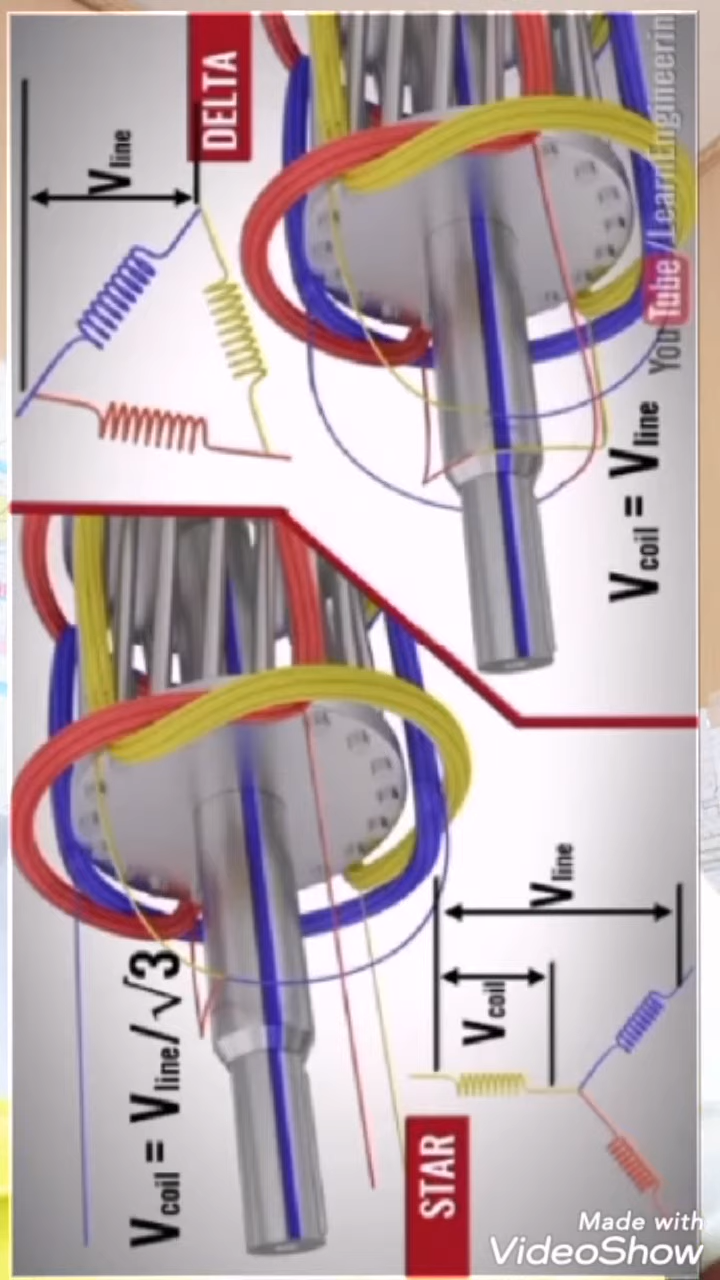 DELTA
Vline
YouTube/LearnEngineerin
Vcoil = Vline
Vline
Vcoil
Vcoil = Vline/√3
STAR
Made with
VideoShow